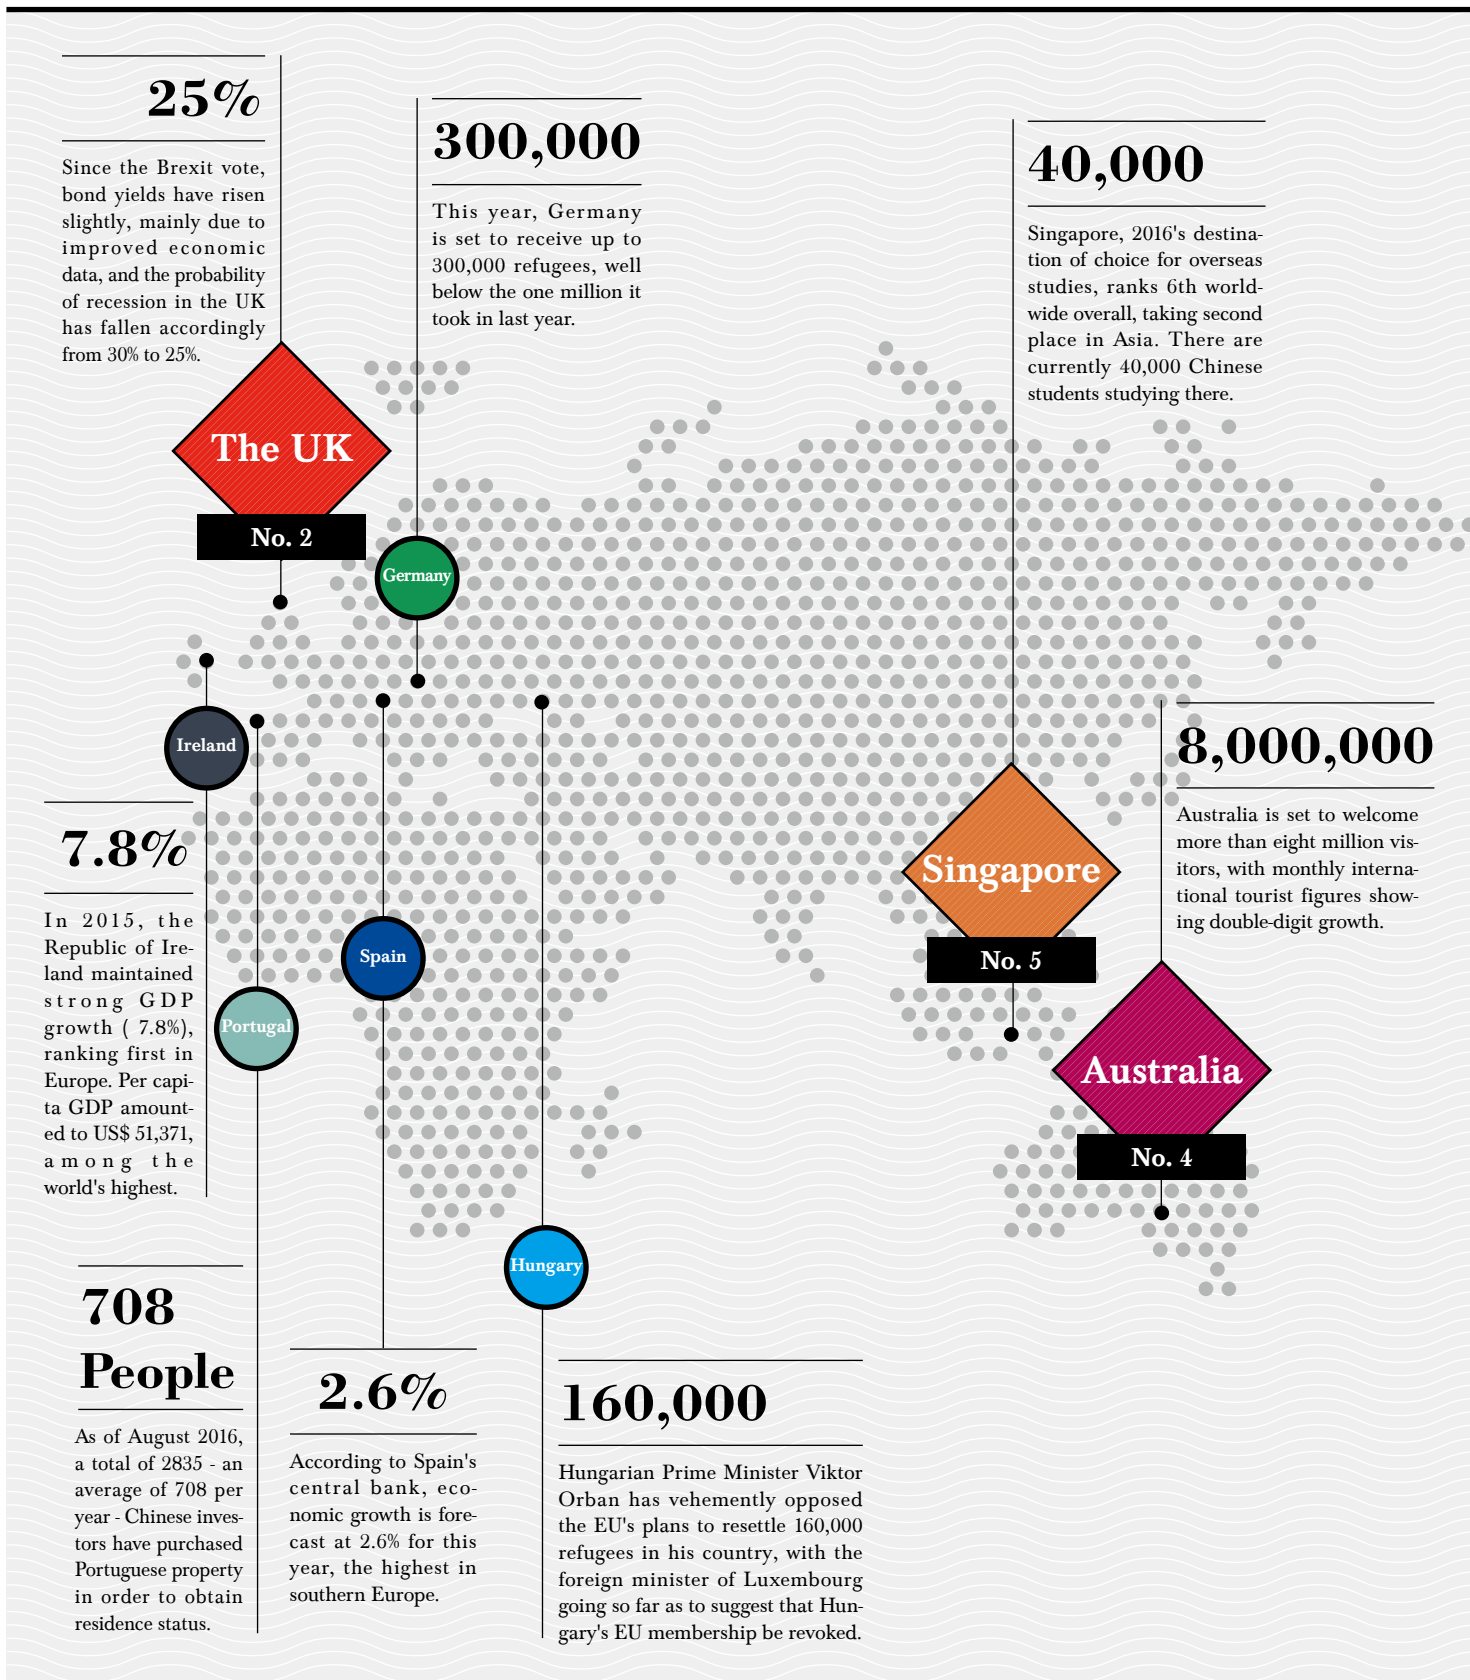 25%
Since the Brexit vote,
bond yields have risen
slightly, mainly due to
improved economic
data, and the probability
of recession in the UK
has fallen accordingly
from 30% to 25%.
The UK
No. 2
300,000
This year, Germany
is set to receive up to
300,000 refugees, well
below the one million it
took in last year.
Germany
40,000
Singapore, 2016's destina-
tion of choice for overseas
studies, ranks 6th world-
wide overall, taking second
place in Asia. There are
currently 40,000 Chinese
students studying there.
Singapore
No. 5
8,000,000
Australia is set to welcome
more than eight million vis-
itors, with monthly interna-
tional tourist figures show-
ing double-digit growth.
Australia
No. 4
Ireland
7.8%
In 2015, the
Republic of Ire-
land maintained
strong GDP
growth ( 7.8%),
ranking first in
Europe. Per capi-
ta GDP amount-
ed to US$ 51,371,
among the
world's highest.
Portugal
708
People
As of August 2016,
a total of 2835 - an
average of 708 per
year - Chinese inves-
tors have purchased
Portuguese property
in order to obtain
residence status.
Spain
2.6%
According to Spain's
central bank, eco-
nomic growth is fore-
cast at 2.6% for this
year, the highest in
southern Europe.
Hungary
160,000
Hungarian Prime Minister Viktor
Orban has vehemently opposed
the EU's plans to resettle 160,000
refugees in his country, with the
foreign minister of Luxembourg
going so far as to suggest that Hun-
gary's EU membership be revoked.